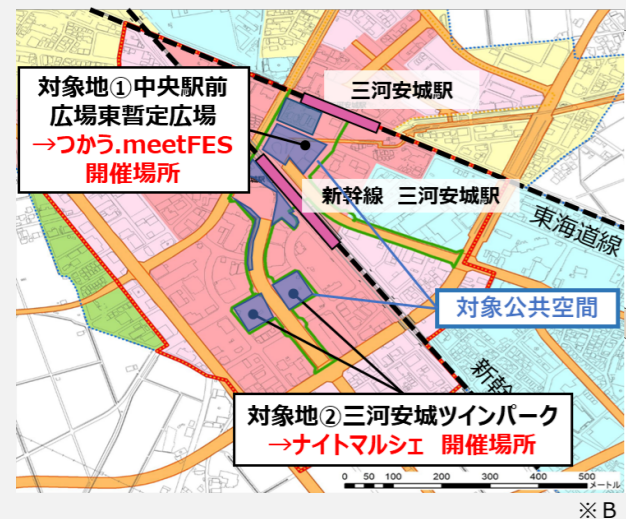 対象地①中央駅前
広場東暫定広場
→つかう.meetFES
開催場所
三河安城駅
新幹線 三河安城駅
東海道線
対象公共空間
新幹
対象地②三河安城ツインパーク
→ナイトマルシェ 開催場所
0 50 100 200 300 400 500
メートル
※B